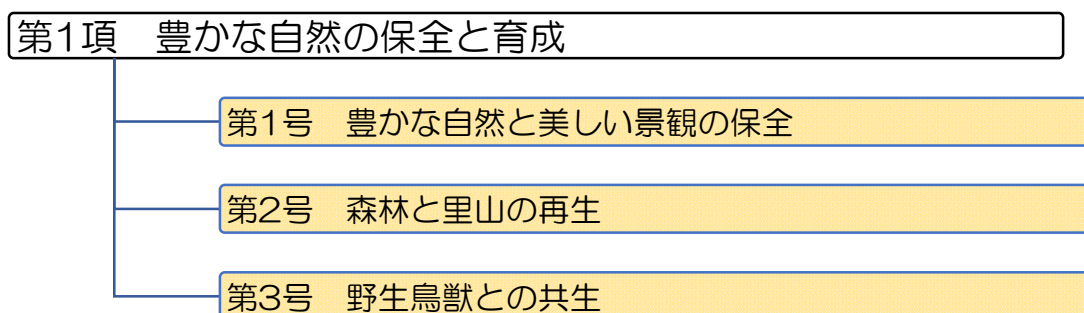 第1項　豊かな自然の保全と育成
第1号　豊かな自然と美しい景観の保全
第2号　森林と里山の再生
第3号　野生鳥獣との共生